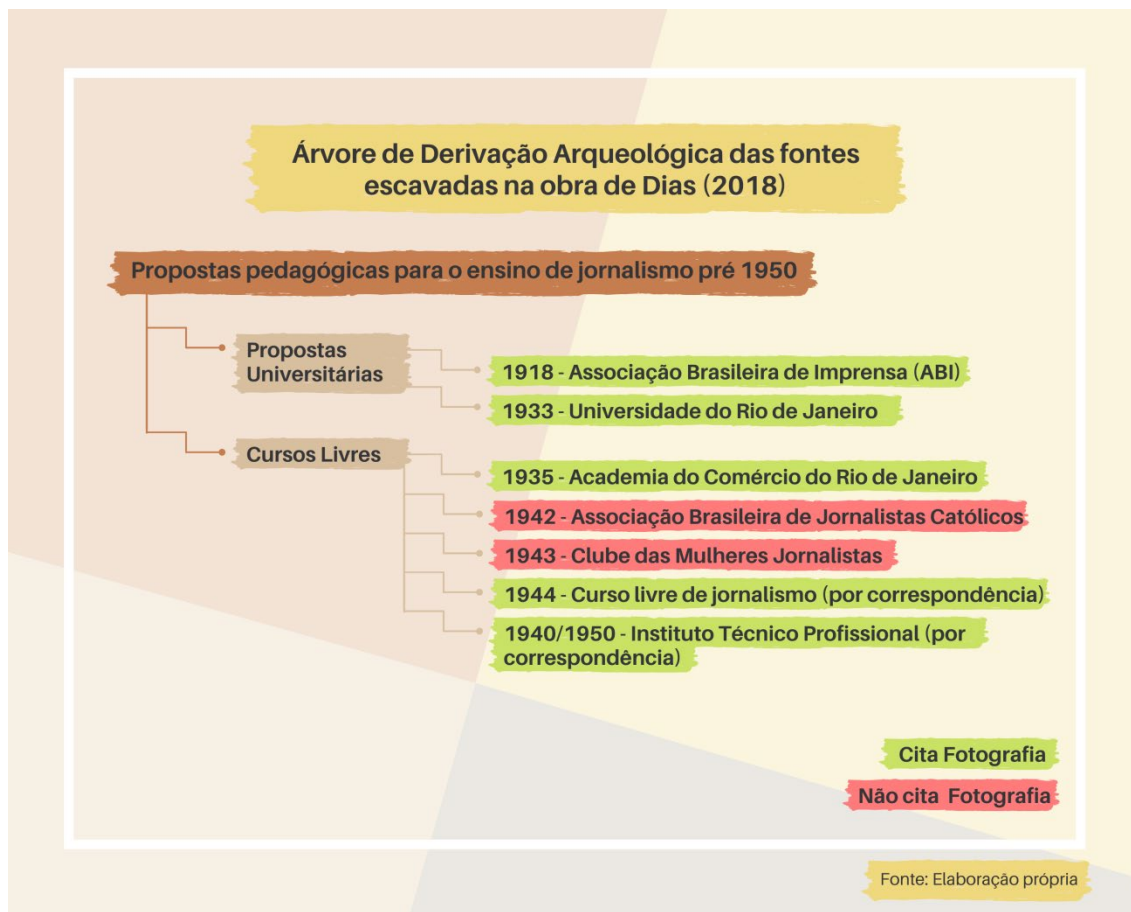 Árvore de Derivação Arqueológica das fontes
escavadas na obra de Dias (2018)
Propostas pedagógicas para o ensino de jornalismo pré 1950
Propostas
Universitárias
1918 - Associação Brasileira de Imprensa (ABI)
1933 - Universidade do Rio de Janeiro
Cursos Livres
1935 - Academia do Comércio do Rio de Janeiro
1942 - Associação Brasileira de Jornalistas Católicos
1943 - Clube das Mulheres Jornalistas
1944 - Curso livre de jornalismo (por correspondência)
1940/1950 - Instituto Técnico Profissional (por
correspondência)
Cita Fotografia
Não cita Fotografia
Fonte: Elaboração própria